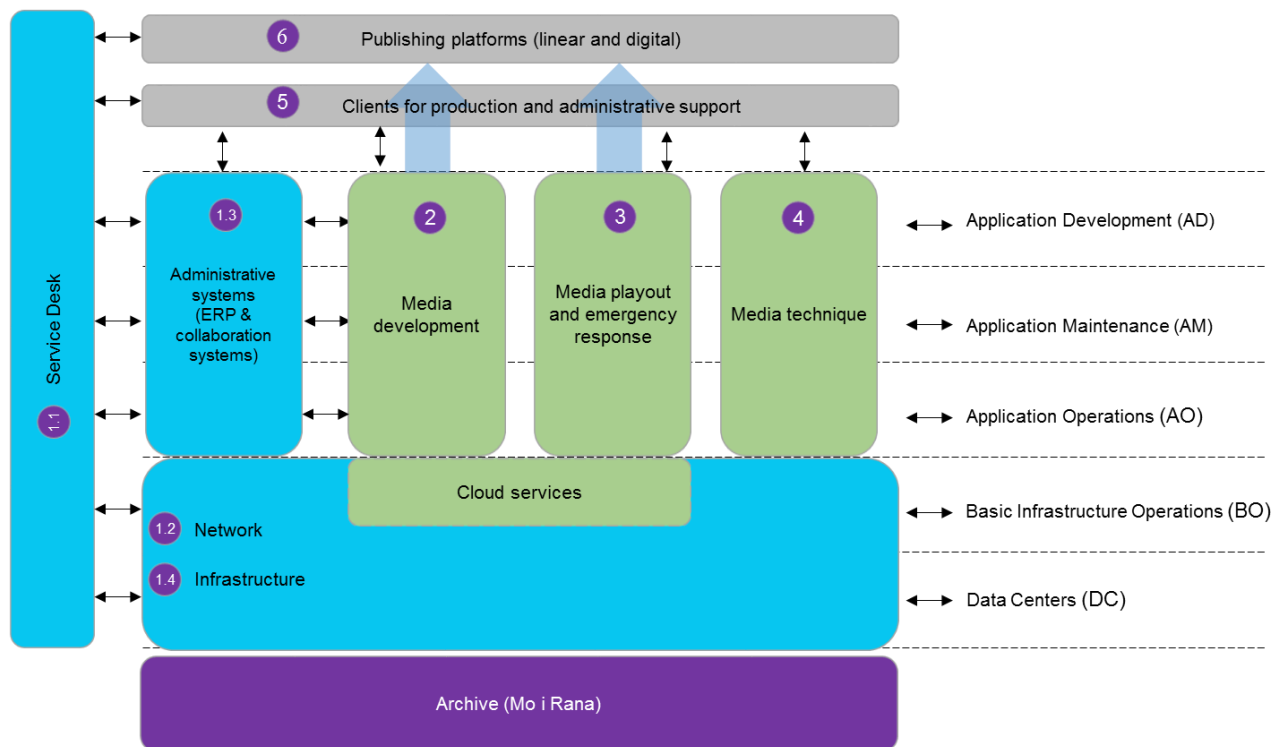 6
Publishing platforms (linear and digital)
5
Clients for production and administrative support
1.3
2
3
4
Application Development (AD)
Administrative
systems
(ERP &
collaboration
systems)
Media
development
Media playout
and emergency
response
Media technique
Application Maintenance (AM)
Service Desk
1.1
Application Operations (AO)
Cloud services
1.2
Network
Basic Infrastructure Operations (BO)
1.4
Infrastructure
Data Centers (DC)
Archive (Mo i Rana)